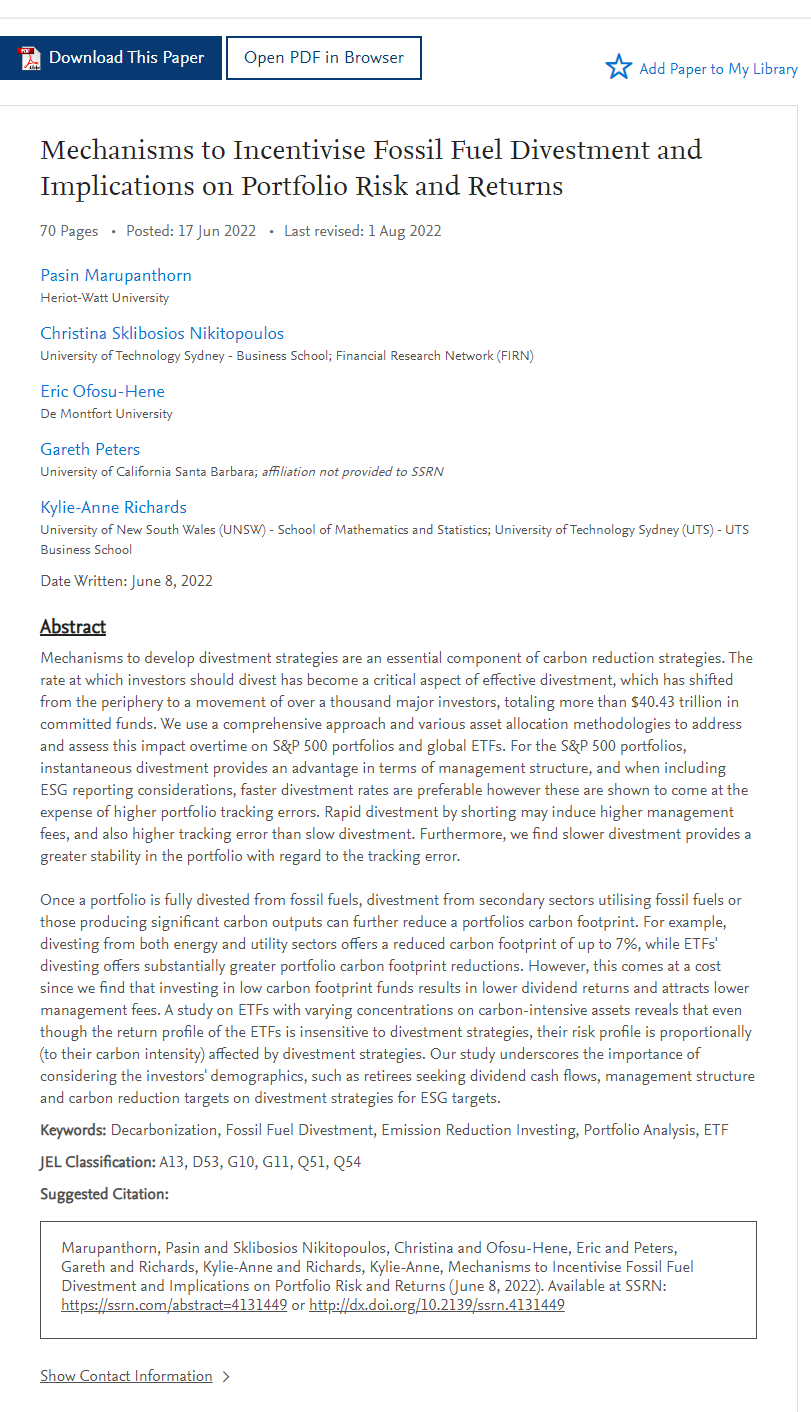 Download This Paper
Open PDF in Browser
Add Paper to My Library
Mechanisms to Incentivise Fossil Fuel Divestment and
Implications on Portfolio Risk and Returns
70 Pages • Posted: 17 Jun 2022 • Last revised: 1 Aug 2022
Pasin Marupanthorn
Heriot-Watt University
Christina Sklibosios Nikitopoulos
University of Technology Sydney - Business School; Financial Research Network (FIRN)
Eric Ofosu-Hene
De Montfort University
Gareth Peters
University of California Santa Barbara; affiliation not provided to SSRN
Kylie-Anne Richards
University of New South Wales (UNSW) - School of Mathematics and Statistics; University of Technology Sydney (UTS) - UTS
Business School
Date Written: June 8, 2022
Abstract
Mechanisms to develop divestment strategies are an essential component of carbon reduction strategies. The
rate at which investors should divest has become a critical aspect of effective divestment, which has shifted
from the periphery to a movement of over a thousand major investors, totaling more than $40.43 trillion in
committed funds. We use a comprehensive approach and various asset allocation methodologies to address
and assess this impact overtime on S&P 500 portfolios and global ETFs. For the S&P 500 portfolios,
instantaneous divestment provides an advantage in terms of management structure, and when including
ESG reporting considerations, faster divestment rates are preferable however these are shown to come at the
expense of higher portfolio tracking errors. Rapid divestment by shorting may induce higher management
fees, and also higher tracking error than slow divestment. Furthermore, we find slower divestment provides a
greater stability in the portfolio with regard to the tracking error.
Once a portfolio is fully divested from fossil fuels, divestment from secondary sectors utilising fossil fuels or
those producing significant carbon outputs can further reduce a portfolios carbon footprint. For example,
divesting from both energy and utility sectors offers a reduced carbon footprint of up to 7%, while ETFs'
divesting offers substantially greater portfolio carbon footprint reductions. However, this comes at a cost
since we find that investing in low carbon footprint funds results in lower dividend returns and attracts lower
management fees. A study on ETFs with varying concentrations on carbon-intensive assets reveals that even
though the return profile of the ETFs is insensitive to divestment strategies, their risk profile is proportionally
(to their carbon intensity) affected by divestment strategies. Our study underscores the importance of
considering the investors' demographics, such as retirees seeking dividend cash flows, management structure
and carbon reduction targets on divestment strategies for ESG targets.
Keywords: Decarbonization, Fossil Fuel Divestment, Emission Reduction Investing, Portfolio Analysis, ETF
JEL Classification: A13, D53, G10, G11, Q51, Q54
Suggested Citation:
Marupanthorn, Pasin and Sklibosios Nikitopoulos, Christina and Ofosu-Hene, Eric and Peters,
Gareth and Richards, Kylie-Anne and Richards, Kylie-Anne, Mechanisms to Incentivise Fossil Fuel
Divestment and Implications on Portfolio Risk and Returns (June 8, 2022). Available at SSRN:
https://ssrn.com/abstract=4131449 or http://dx.doi.org/10.2139/ssrn.4131449
Show Contact Information >